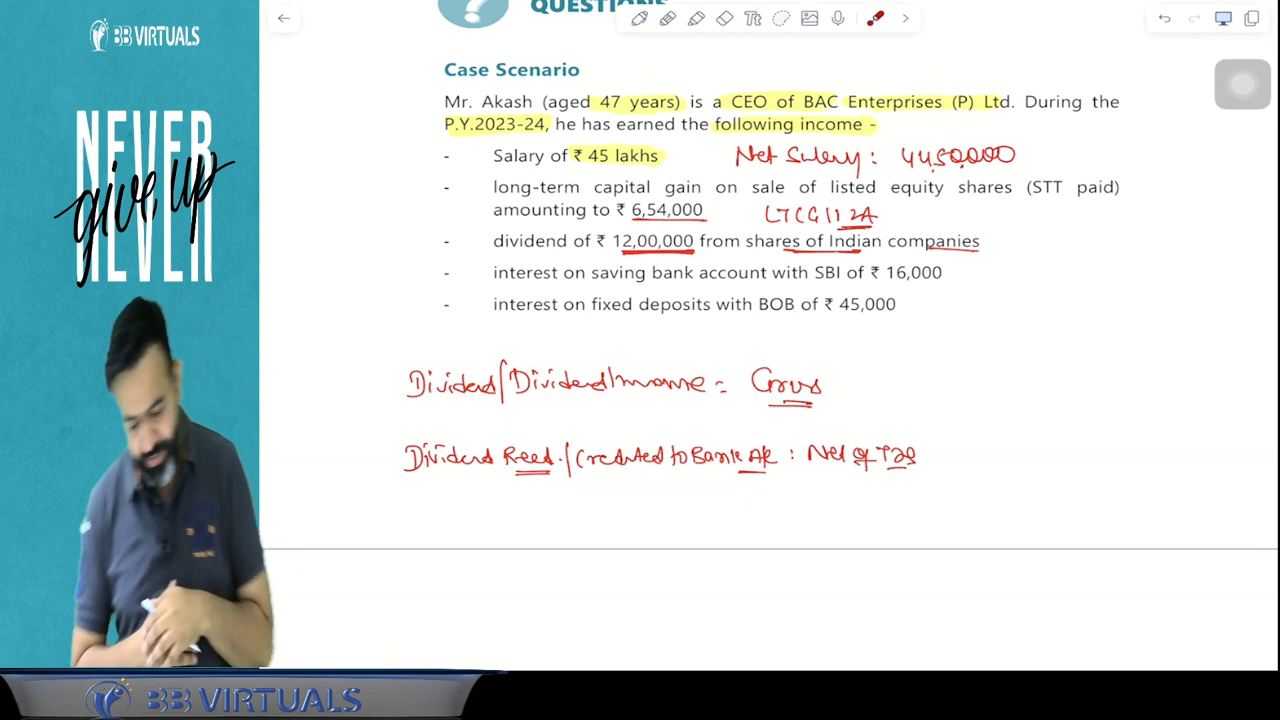 BB VIRTUALS
NEVER
give up
NEVER
QUESTIONS
Case Scenario
Mr. Akash (aged 47 years) is a CEO of BAC Enterprises (P) Ltd. During the
P.Y.2023-24, he has earned the following income -
- Salary of ₹ 45 lakhs Net Salary: 44,50,000
- long-term capital gain on sale of listed equity shares (STT paid)
amounting to ₹ 6,54,000 LTCG 112A
- dividend of ₹ 12,00,000 from shares of Indian companies
- interest on saving bank account with SBI of ₹ 16,000
- interest on fixed deposits with BOB of ₹ 45,000
Dividend/Dividend Income = Gross
Dividend Recd./Credited to Bank A/c : Net of TDS
BB VIRTUALS